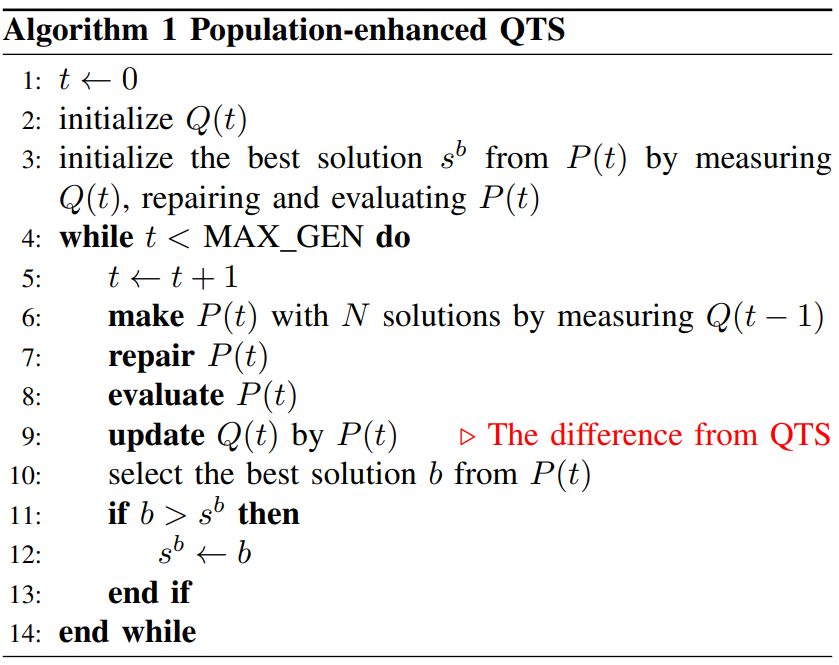 Algorithm 1 Population-enhanced QTS
1: t ← 0
2: initialize Q(t)
3: initialize the best solution s^b from P(t) by measuring
Q(t), repairing and evaluating P(t)
4: while t < MAX_GEN do
5: t ← t + 1
6: make P(t) with N solutions by measuring Q(t − 1)
7: repair P(t)
8: evaluate P(t)
9: update Q(t) by P(t) ▷ The difference from QTS
10: select the best solution b from P(t)
11: if b > s^b then
12: s^b ← b
13: end if
14: end while